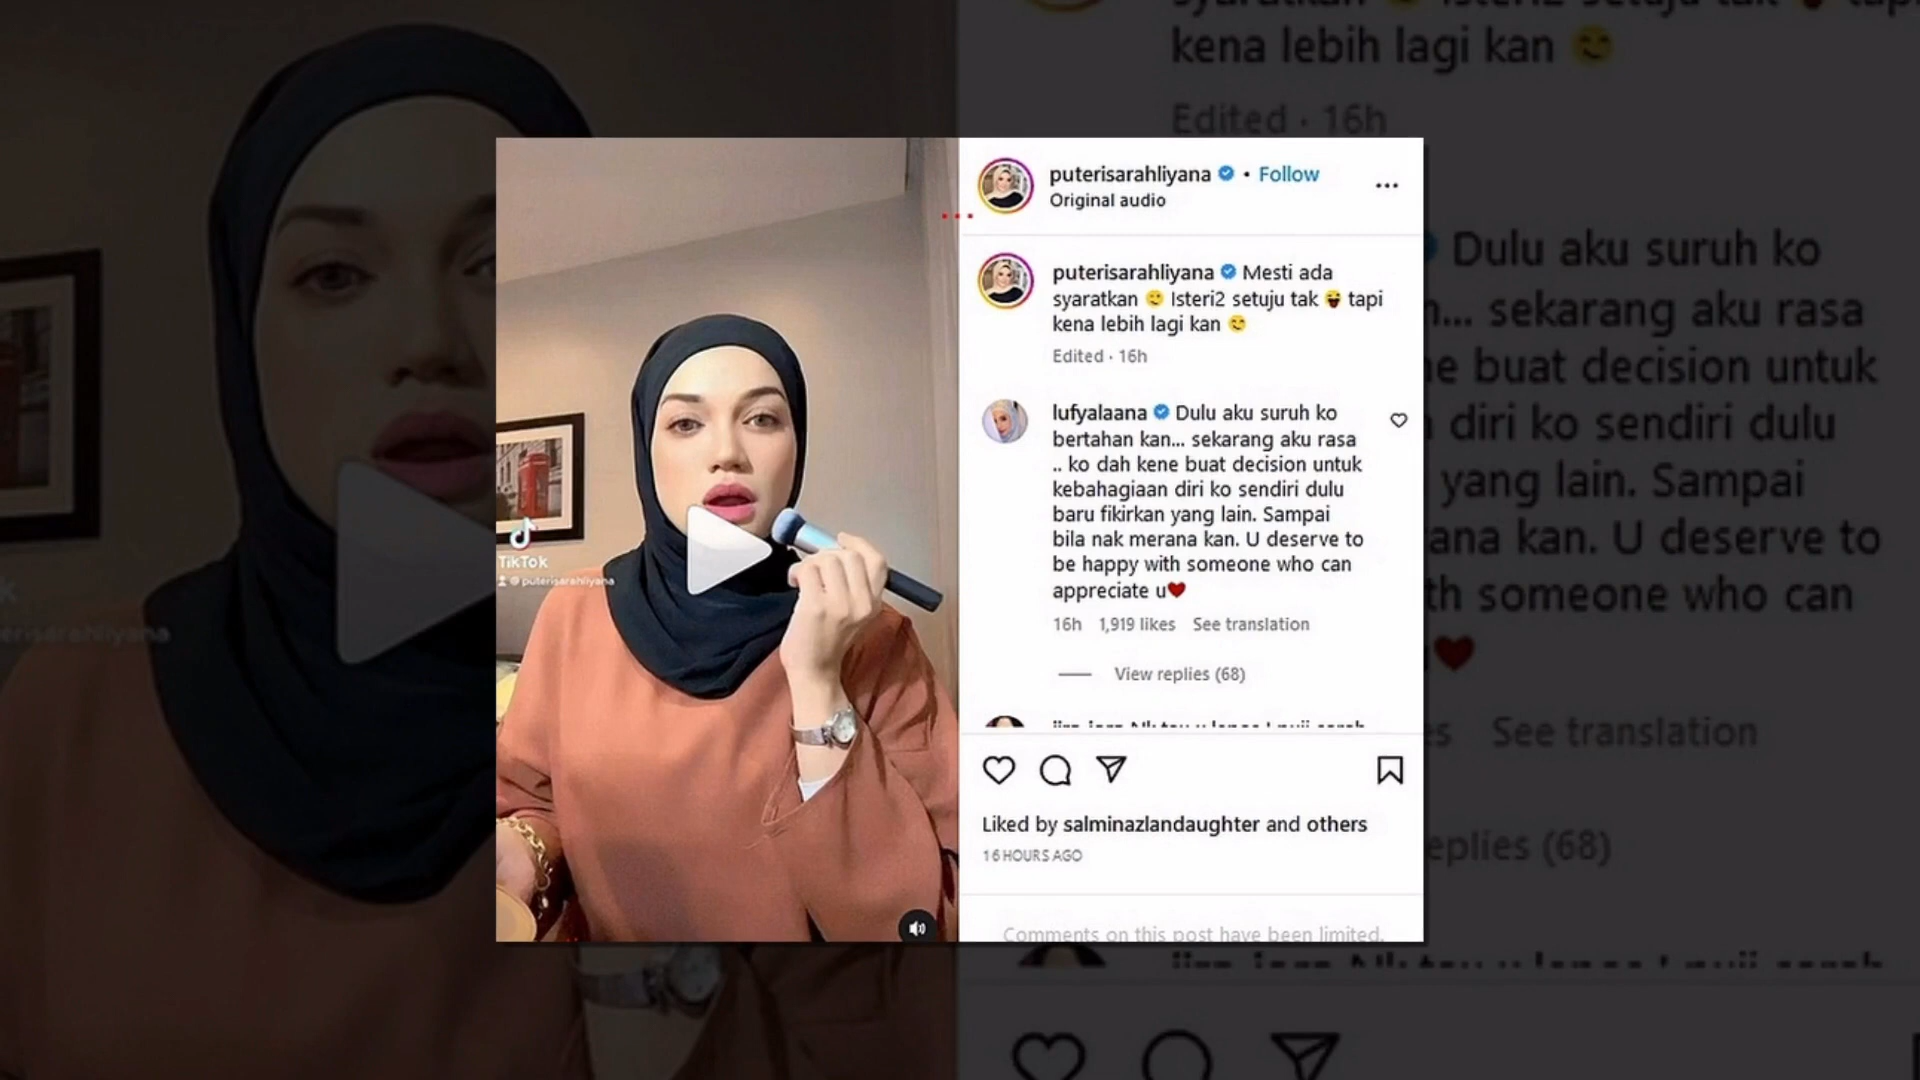 puterisarahliyana • Follow
Original audio
puterisarahliyana Mesti ada
syaratkan 🙂 Isteri2 setuju tak 😜 tapi
kena lebih lagi kan 😊
Edited · 16h
lufyalaana Dulu aku suruh ko
bertahan kan... sekarang aku rasa
.. ko dah kene buat decision untuk
kebahagiaan diri ko sendiri dulu
baru fikirkan yang lain. Sampai
bila nak merana kan. U deserve to
be happy with someone who can
appreciate u❤️
16h 1,919 likes See translation
View replies (68)
Liked by salminazlandaughter and others
16 HOURS AGO
Comments on this post have been limited.
TikTok
@puterisarahliyana
kena lebih lagi kan 😊
Edited · 16h
Dulu aku suruh ko
... sekarang aku rasa
buat decision untuk
diri ko sendiri dulu
yang lain. Sampai
kan. U deserve to
someone who can
❤️
See translation
(68)